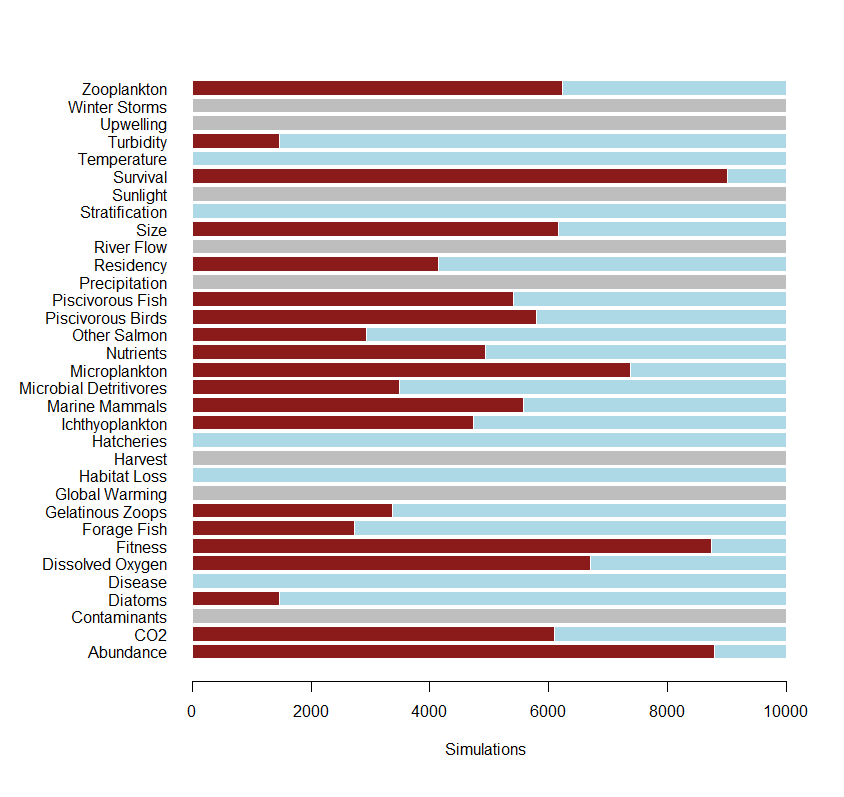 Zooplankton
Winter Storms
Upwelling
Turbidity
Temperature
Survival
Sunlight
Stratification
Size
River Flow
Residency
Precipitation
Piscivorous Fish
Piscivorous Birds
Other Salmon
Nutrients
Microplankton
Microbial Detritivores
Marine Mammals
Ichthyoplankton
Hatcheries
Harvest
Habitat Loss
Global Warming
Gelatinous Zoops
Forage Fish
Fitness
Dissolved Oxygen
Disease
Diatoms
Contaminants
CO2
Abundance
0 2000 4000 6000 8000 10000
Simulations